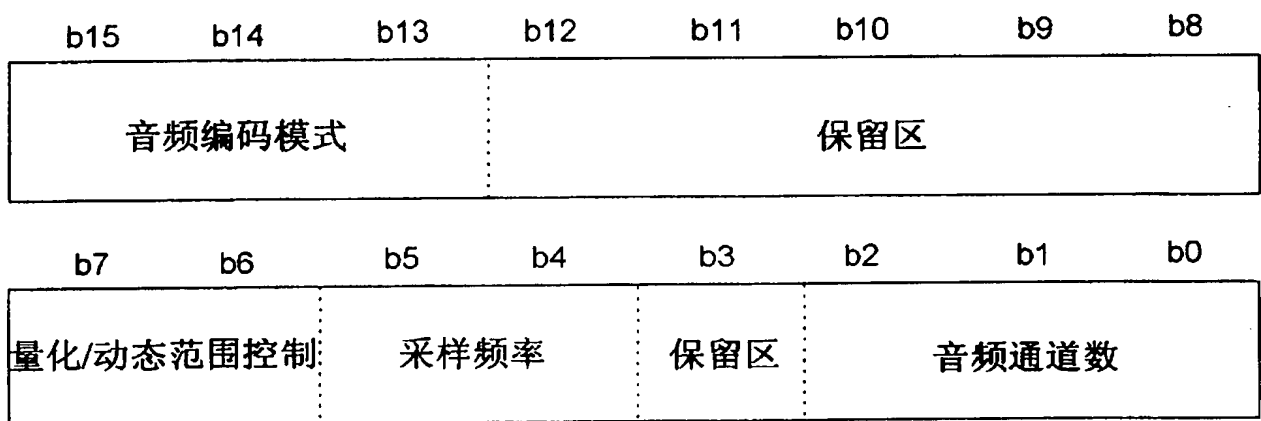 b15 b14 b13 b12 b11 b10 b9 b8
音频编码模式 保留区
b7 b6 b5 b4 b3 b2 b1 b0
量化/动态范围控制 采样频率 保留区 音频通道数